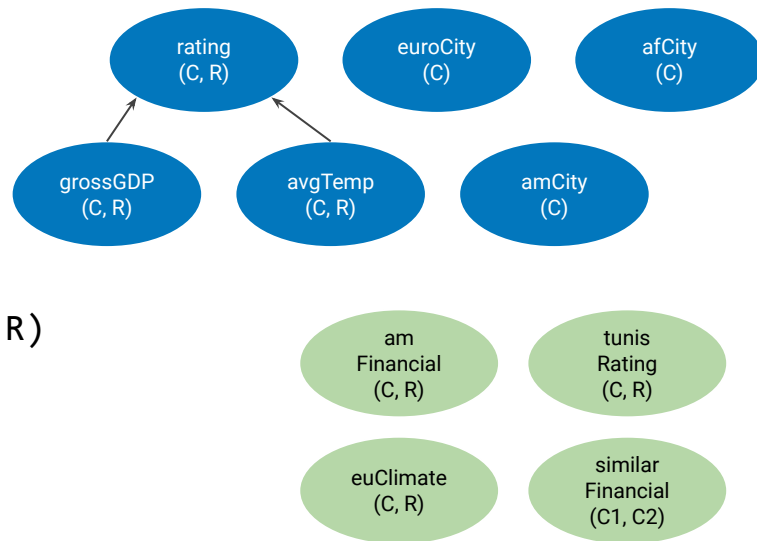 rating
(C, R)
euroCity
(C)
afCity
(C)
grossGDP
(C, R)
avgTemp
(C, R)
amCity
(C)
R)
am
Financial
(C, R)
tunis
Rating
(C, R)
euClimate
(C, R)
similar
Financial
(C1, C2)